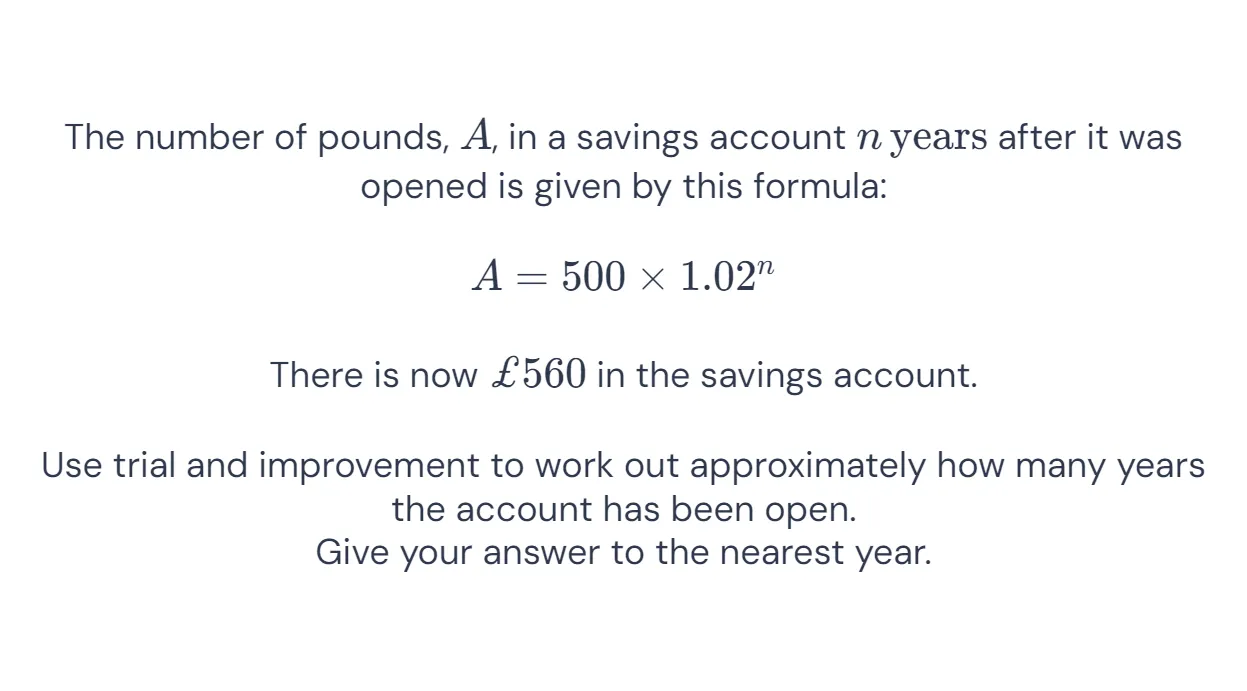 The number of pounds, A, in a savings account n years after it was
opened is given by this formula:
A = 500 × 1.02ⁿ
There is now £560 in the savings account.
Use trial and improvement to work out approximately how many years
the account has been open.
Give your answer to the nearest year.